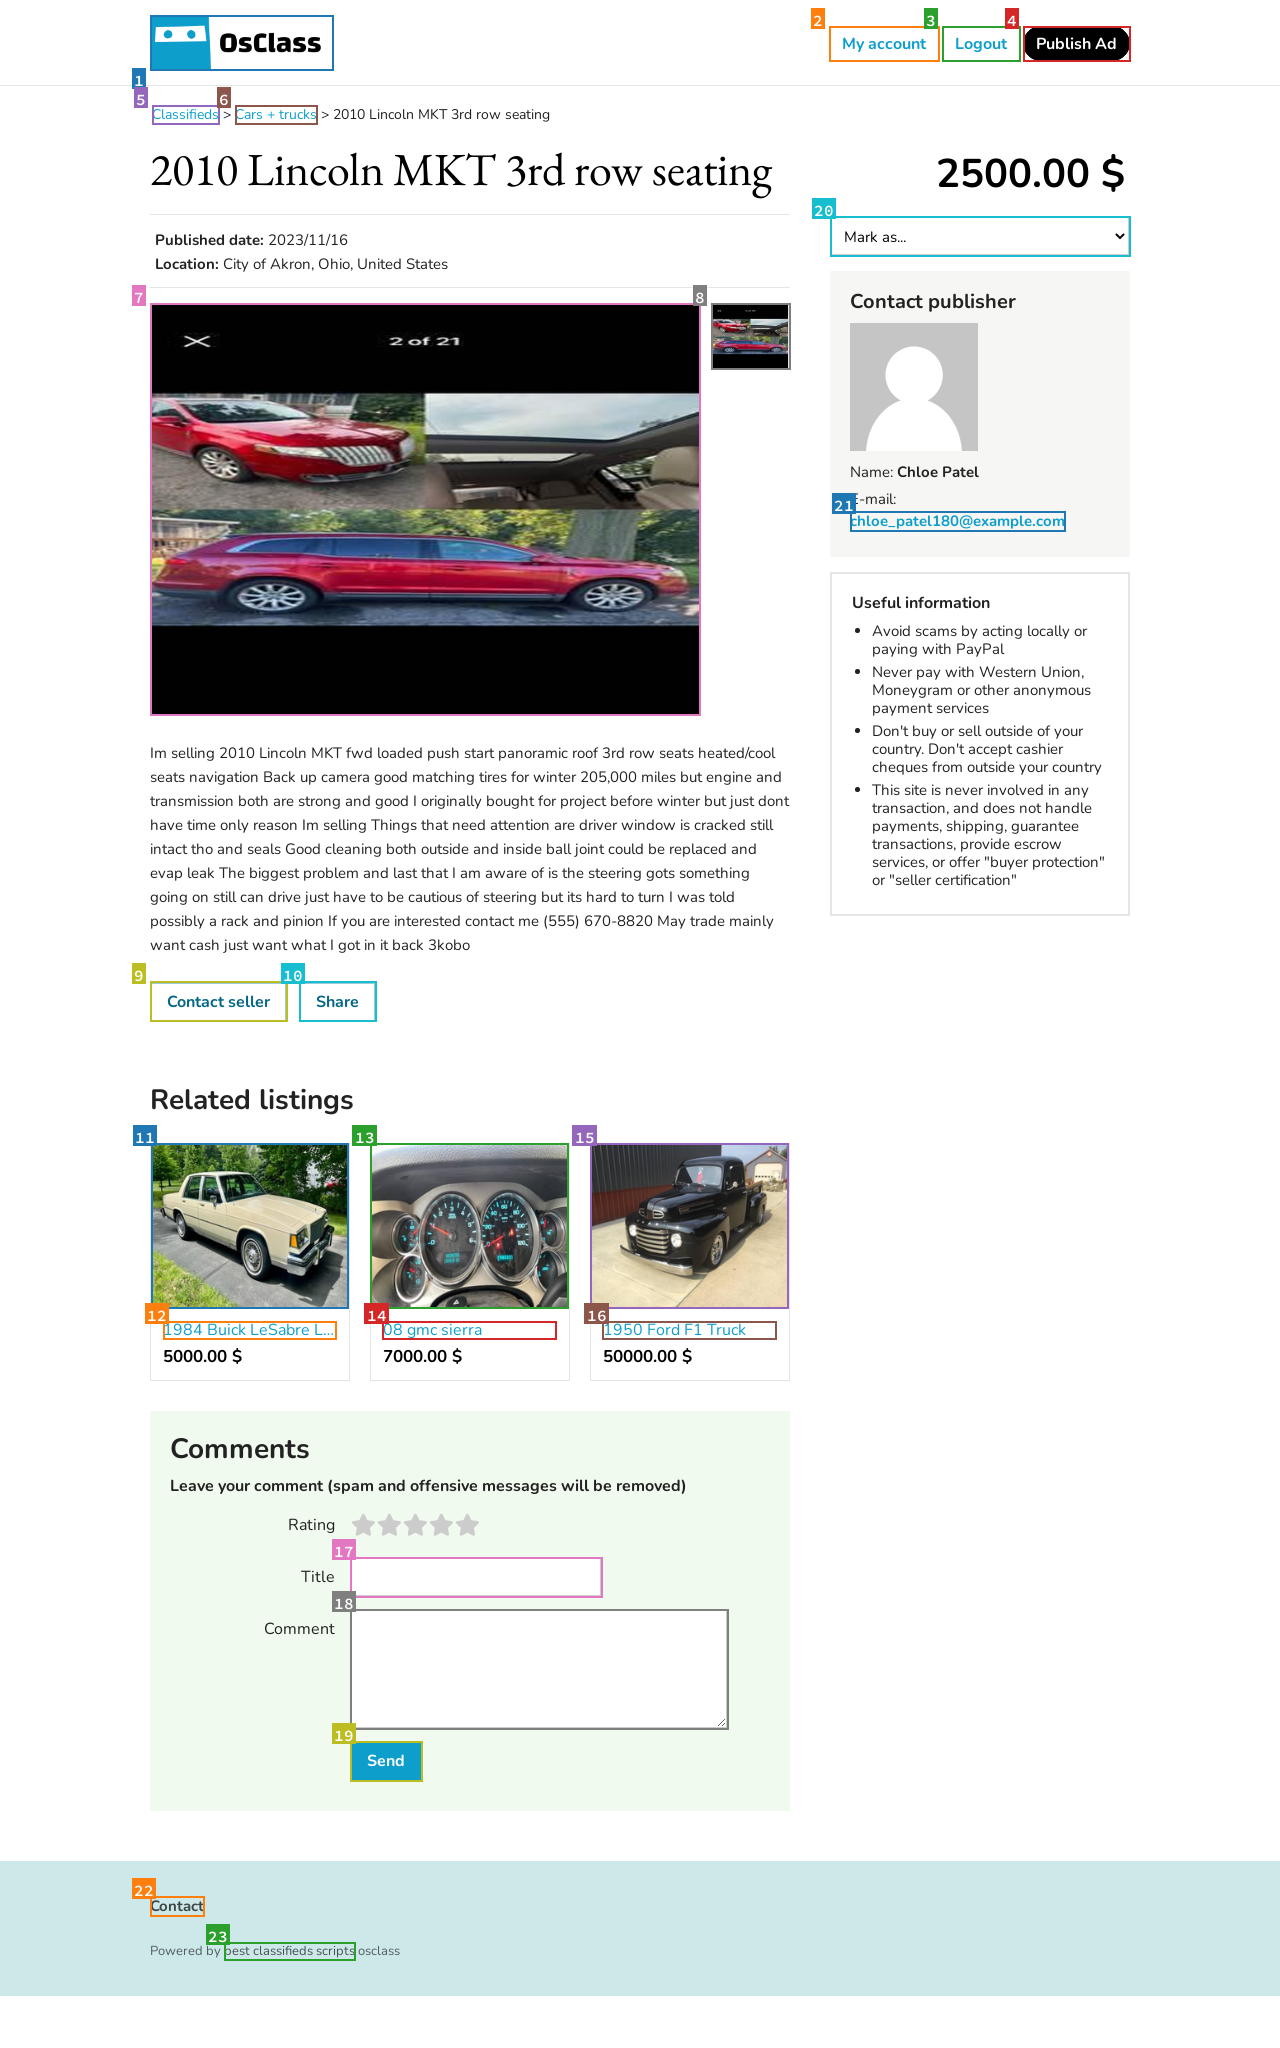 OsClass
2
My account
3
Logout
4
Publish Ad
1
5
Classifieds >
6
Cars + trucks > 2010 Lincoln MKT 3rd row seating
2010 Lincoln MKT 3rd row seating
2500.00 $
20
Mark as...
Published date: 2023/11/16
Location: City of Akron, Ohio, United States
7
2 of 21
8
Contact publisher
Name: Chloe Patel
E-mail:
21
chloe_patel180@example.com
Useful information
Avoid scams by acting locally or
paying with PayPal
Never pay with Western Union,
Moneygram or other anonymous
payment services
Don't buy or sell outside of your
country. Don't accept cashier
cheques from outside your country
This site is never involved in any
transaction, and does not handle
payments, shipping, guarantee
transactions, provide escrow
services, or offer "buyer protection"
or "seller certification"
Im selling 2010 Lincoln MKT fwd loaded push start panoramic roof 3rd row seats heated/cool
seats navigation Back up camera good matching tires for winter 205,000 miles but engine and
transmission both are strong and good I originally bought for project before winter but just dont
have time only reason Im selling Things that need attention are driver window is cracked still
intact tho and seals Good cleaning both outside and inside ball joint could be replaced and
evap leak The biggest problem and last that I am aware of is the steering gots something
going on still can drive just have to be cautious of steering but its hard to turn I was told
possibly a rack and pinion If you are interested contact me (555) 670-8820 May trade mainly
want cash just want what I got in it back 3kobo
9
Contact seller
10
Share
Related listings
11
12
1984 Buick LeSabre L...
5000.00 $
13
14
08 gmc sierra
7000.00 $
15
16
1950 Ford F1 Truck
50000.00 $
Comments
Leave your comment (spam and offensive messages will be removed)
Rating
17
Title
18
Comment
19
Send
22
Contact
23
Powered by best classifieds scripts osclass